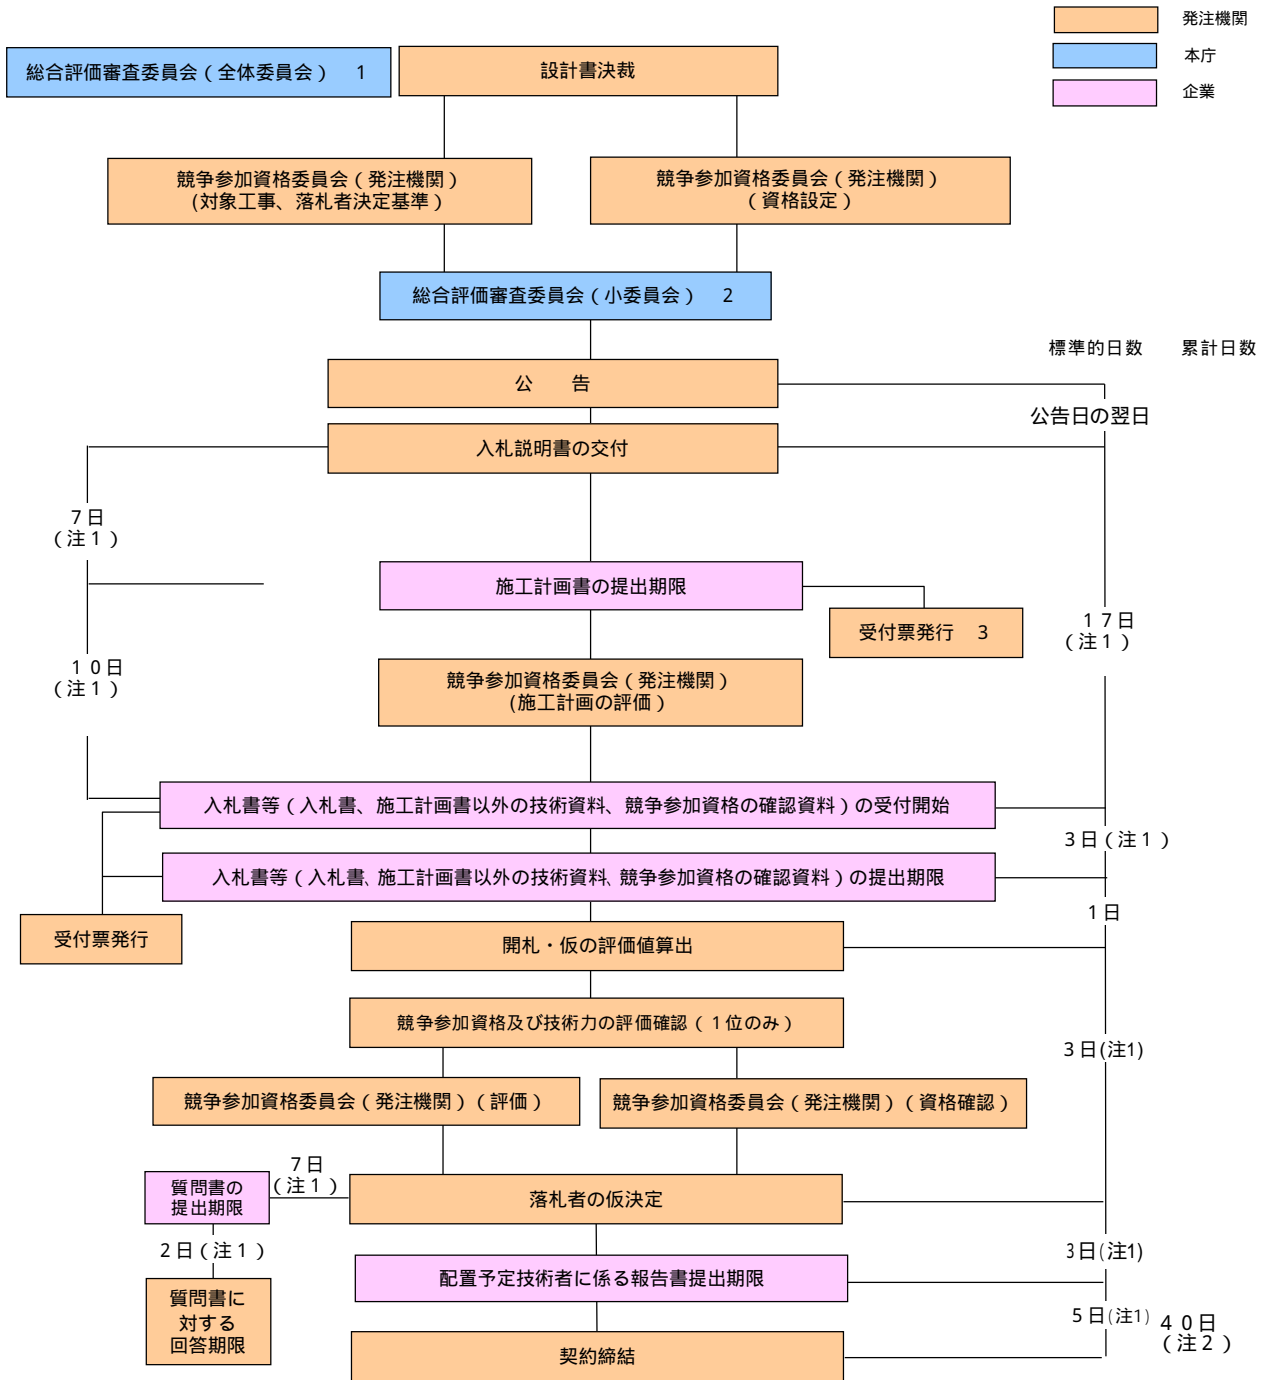 発注機関
本庁
企業
総合評価審査委員会（全体委員会）　1
設計書決裁
競争参加資格委員会（発注機関）
(対象工事、落札者決定基準）
競争参加資格委員会（発注機関）
（資格設定）
総合評価審査委員会（小委員会）　2
標準的日数　累計日数
公　　告
公告日の翌日
入札説明書の交付
７日
（注１）
施工計画書の提出期限
受付票発行　3
１７日
（注１）
１０日
（注１）
競争参加資格委員会（発注機関）
(施工計画の評価）
入札書等（入札書、施工計画書以外の技術資料、競争参加資格の確認資料）の受付開始
３日（注１）
入札書等（入札書、施工計画書以外の技術資料、競争参加資格の確認資料）の提出期限
１日
受付票発行
開札・仮の評価値算出
競争参加資格及び技術力の評価確認（１位のみ）
３日(注1)
競争参加資格委員会（発注機関）（評価）
競争参加資格委員会（発注機関）（資格確認）
７日
（注１）
質問書の
提出期限
落札者の仮決定
２日（注１）
３日(注1)
配置予定技術者に係る報告書提出期限
質問書に
対する
回答期限
５日(注1)
４０日
（注２）
契約締結